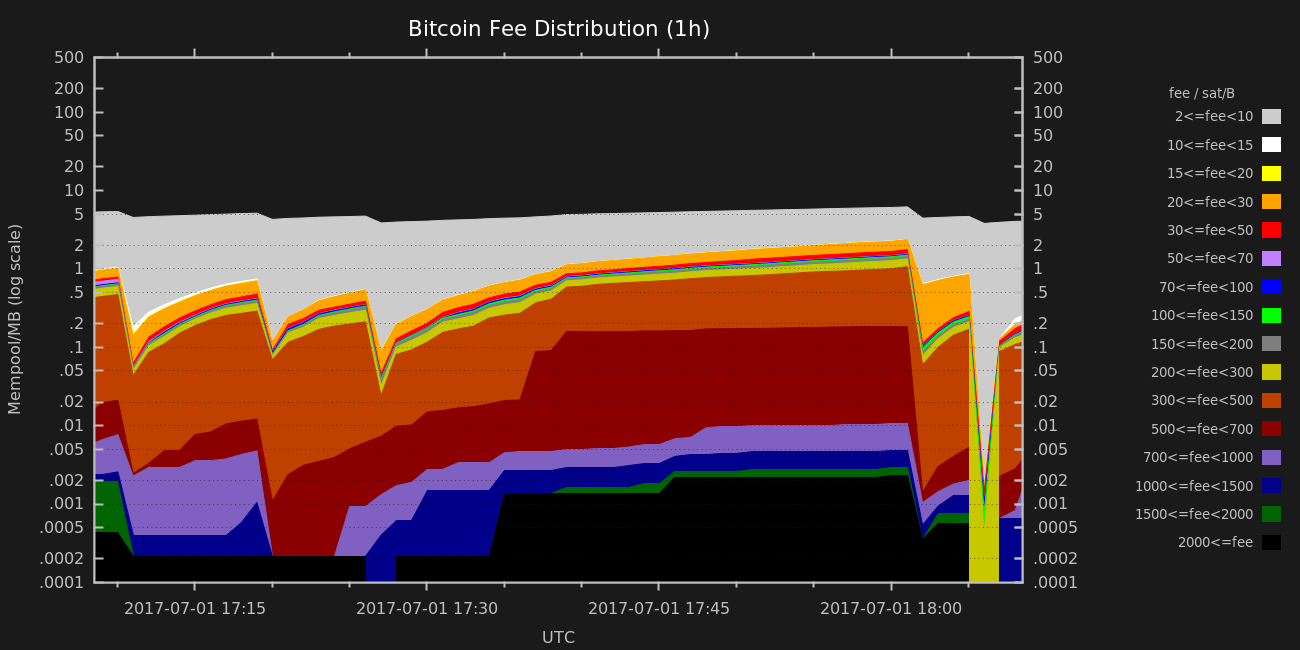 Bitcoin Fee Distribution (1h)
Mempool/MB (log scale)
500
200
100
50
20
10
5
2
1
.5
.2
.1
.05
.02
.01
.005
.002
.001
.0005
.0002
.0001
500
200
100
50
20
10
5
2
1
.5
.2
.1
.05
.02
.01
.005
.002
.001
.0005
.0002
.0001
2017-07-01 17:15
2017-07-01 17:30
2017-07-01 17:45
2017-07-01 18:00
UTC
fee / sat/B
2<=fee<10
10<=fee<15
15<=fee<20
20<=fee<30
30<=fee<50
50<=fee<70
70<=fee<100
100<=fee<150
150<=fee<200
200<=fee<300
300<=fee<500
500<=fee<700
700<=fee<1000
1000<=fee<1500
1500<=fee<2000
2000<=fee